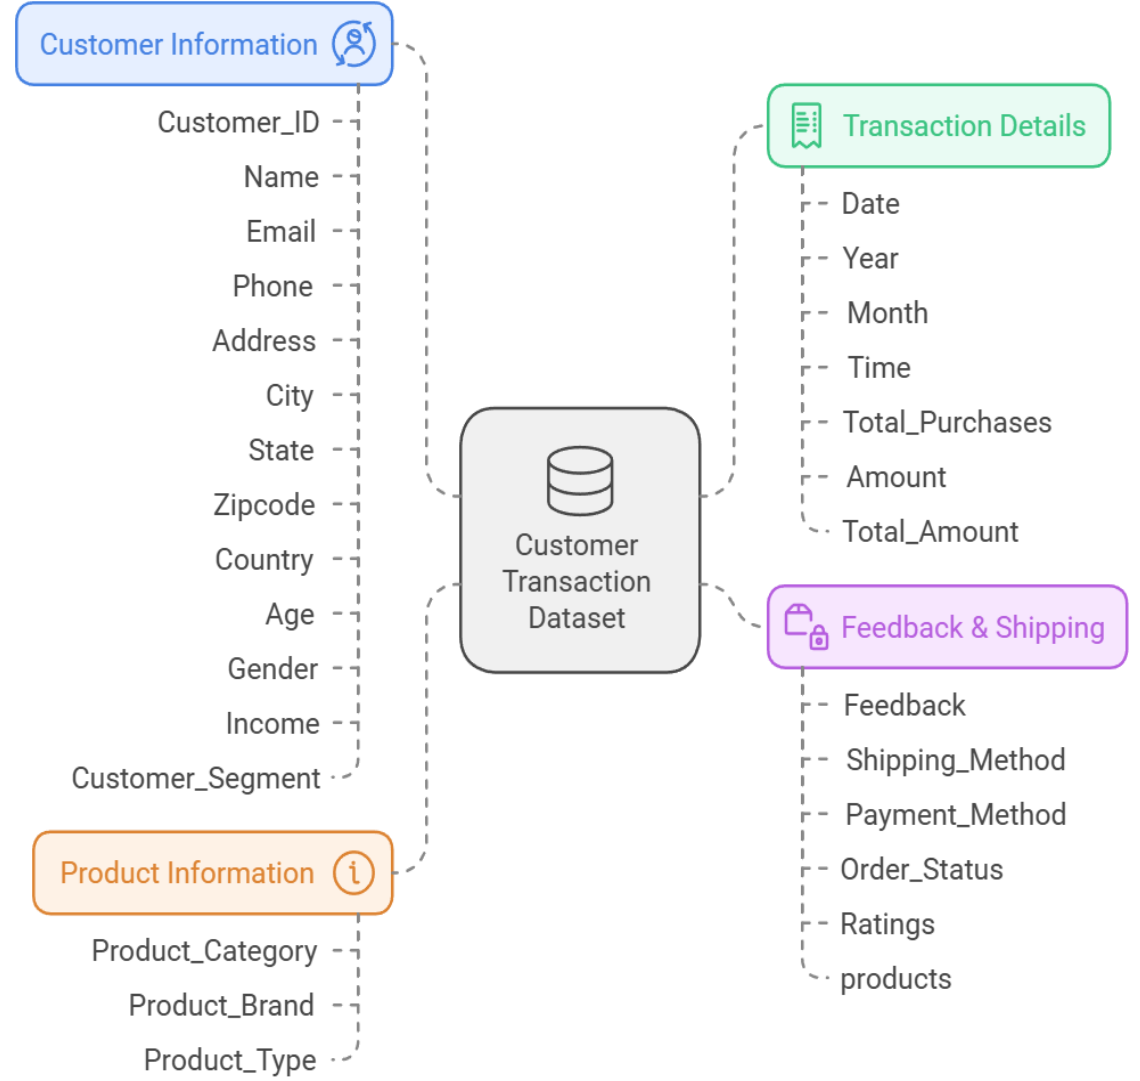 Customer Information
Customer_ID
Name
Email
Phone
Address
City
State
Zipcode
Country
Age
Gender
Income
Customer_Segment
Product Information
Product_Category
Product_Brand
Product_Type
Customer
Transaction
Dataset
Transaction Details
Date
Year
Month
Time
Total_Purchases
Amount
Total_Amount
Feedback & Shipping
Feedback
Shipping_Method
Payment_Method
Order_Status
Ratings
products